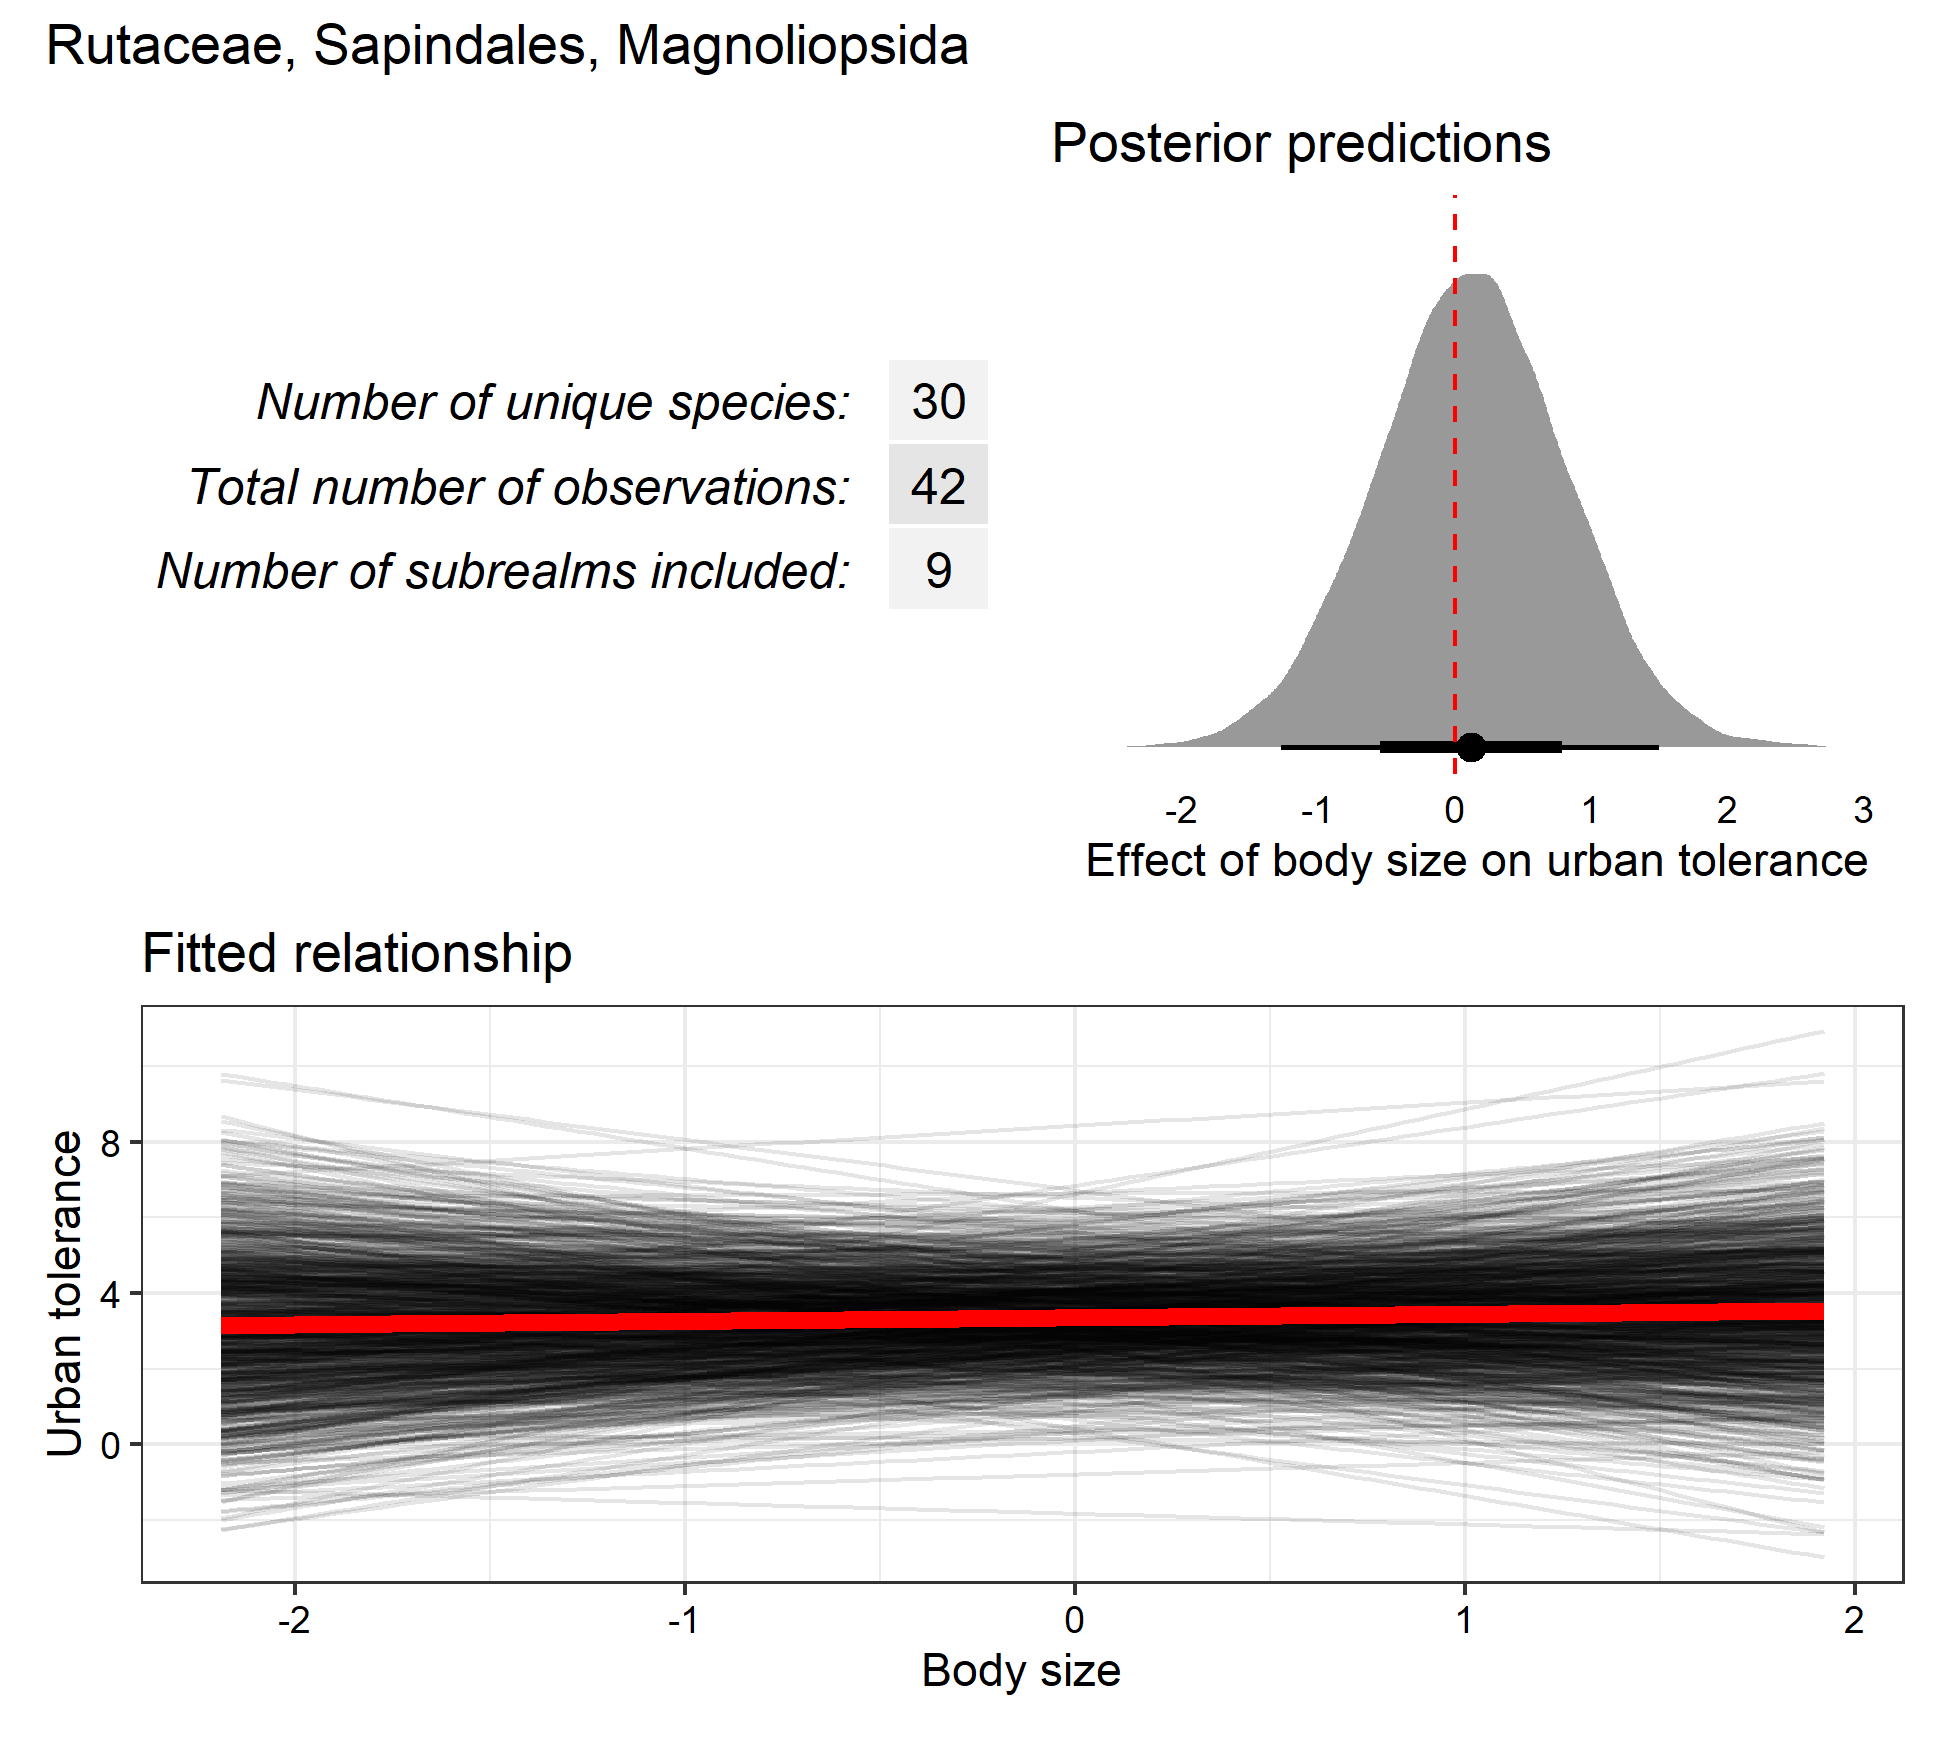 Rutaceae, Sapindales, Magnoliopsida
Posterior predictions
Number of unique species: 30
Total number of observations: 42
Number of subrealms included: 9
-2 -1 0 1 2 3
Effect of body size on urban tolerance
Fitted relationship
Urban tolerance
8
4
0
-2 -1 0 1 2
Body size